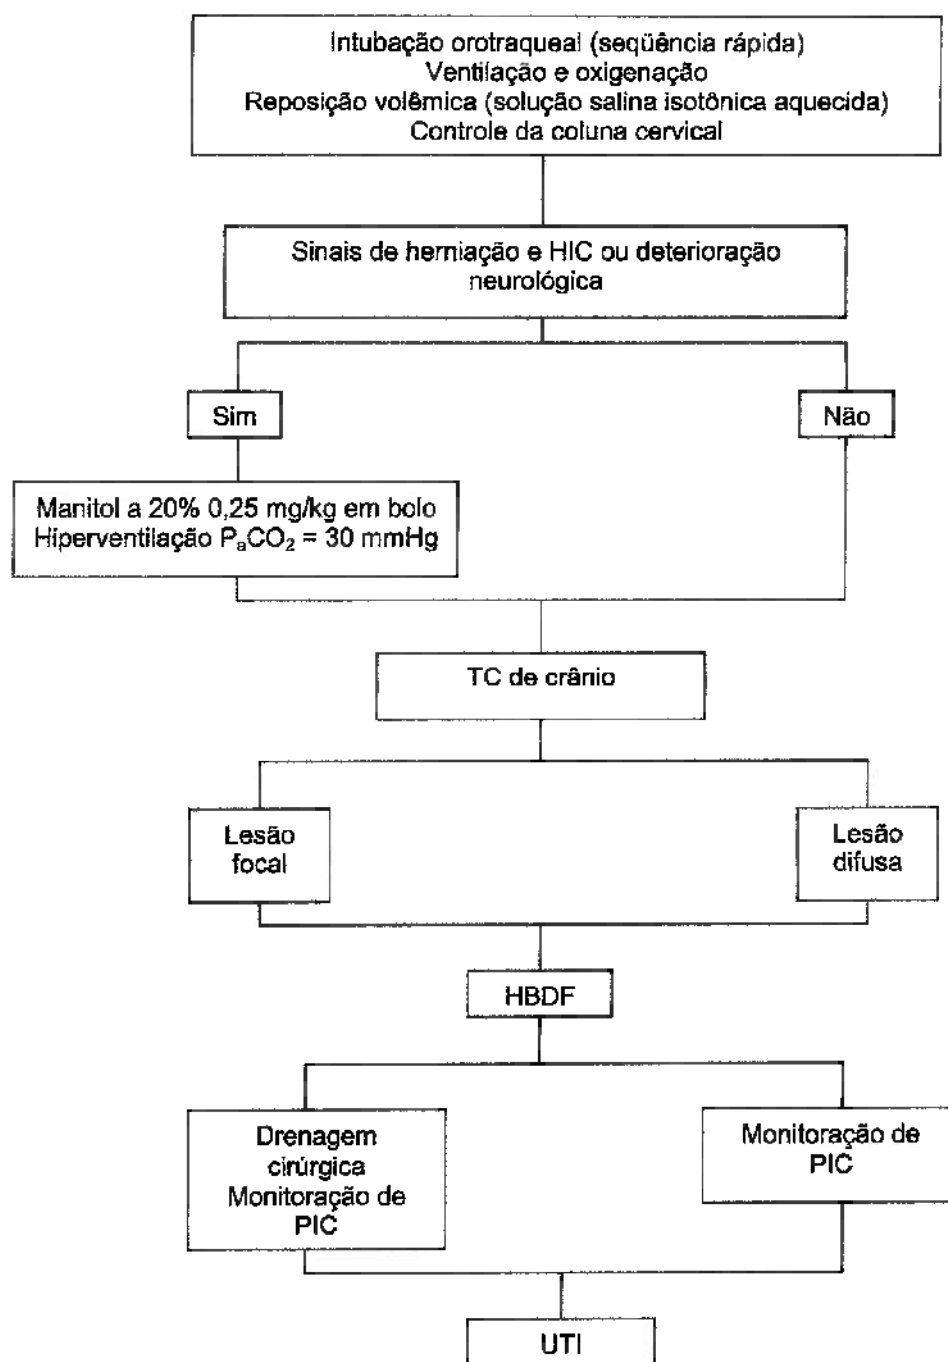 Intubação orotraqueal (seqüência rápida)
Ventilação e oxigenação
Reposição volêmica (solução salina isotônica aquecida)
Controle da coluna cervical
Sinais de herniação e HIC ou deterioração
neurológica
Sim
Não
Manitol a 20% 0,25 mg/kg em bolo
Hiperventilação PaCO2 = 30 mmHg
TC de crânio
Lesão
focal
Lesão
difusa
HBDF
Drenagem
cirúrgica
Monitoração de
PIC
Monitoração de
PIC
UTI